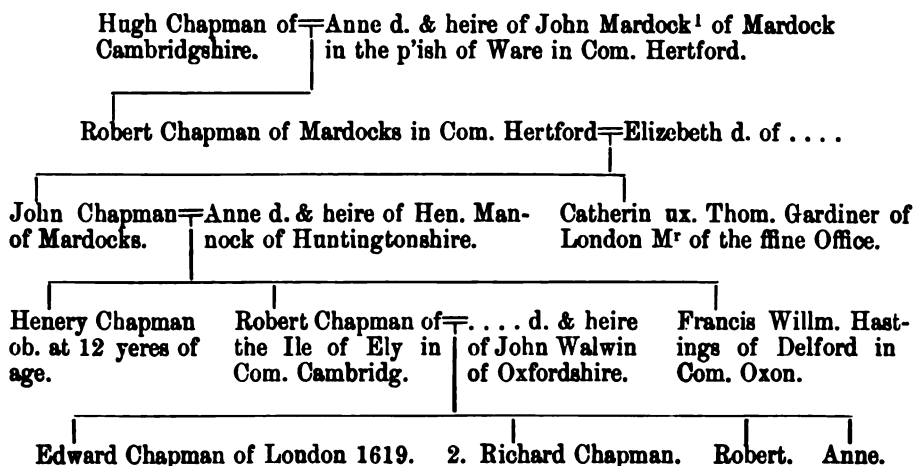 Hugh Chapman of Cambridgshire.
Anne d. & heire of John Mardock¹ of Mardock
in the p'ish of Ware in Com. Hertford.
Robert Chapman of Mardocks in Com. Hertford
Elizebeth d. of . . . .
John Chapman
of Mardocks.
Anne d. & heire of Hen. Man-
nock of Huntingtonshire.
Catherin ux. Thom. Gardiner of
London Mʳ of the ffine Office.
Henery Chapman
ob. at 12 yeres of
age.
Robert Chapman of
the Ile of Ely in
Com. Cambridg.
. . . . d. & heire
of John Walwin
of Oxfordshire.
Francis Willm. Hast-
ings of Delford in
Com. Oxon.
Edward Chapman of London 1619. 2. Richard Chapman. Robert. Anne.